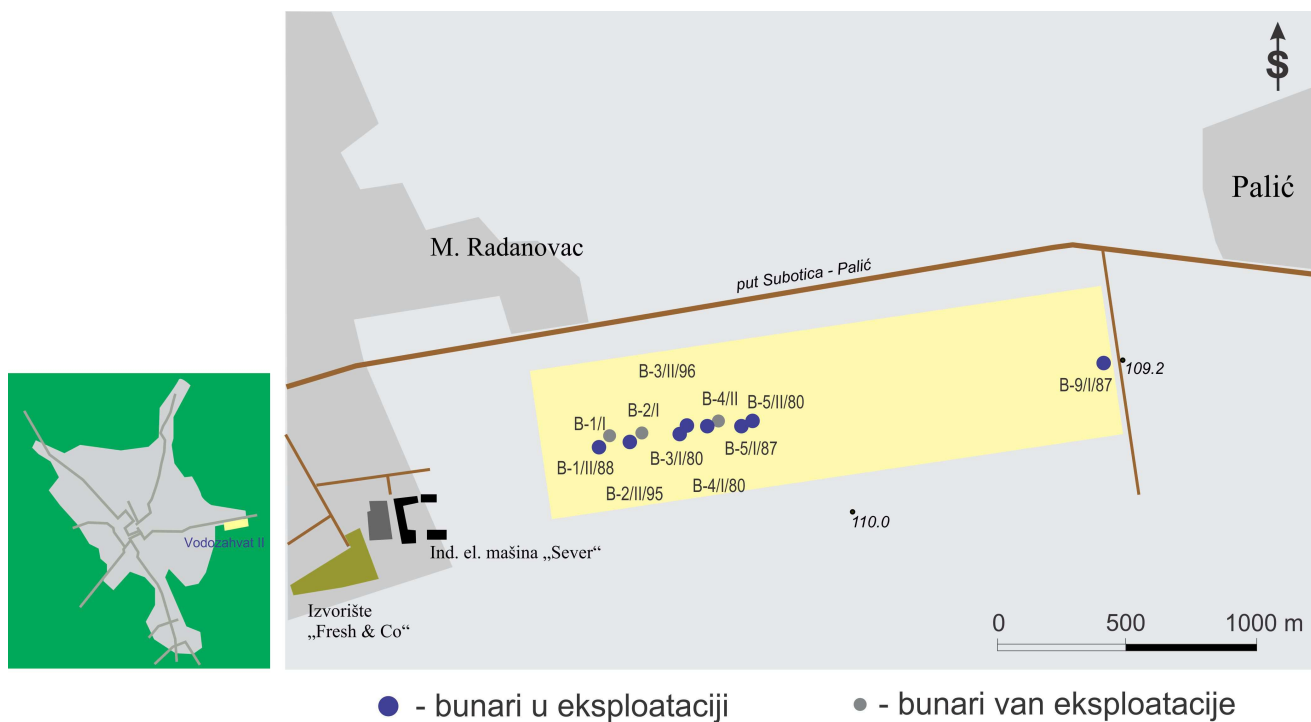 S
Palić
M. Radanovac
put Subotica - Palić
B-3/II/96
109.2
B-9/I/87
B-4/II
B-5/II/80
B-2/I
B-1/I
B-5/I/87
B-3/I/80
B-1/II/88
B-4/I/80
B-2/II/95
110.0
Vodozahvat II
Ind. el. mašina „Sever“
Izvorište
„Fresh & Co“
0 500 1000 m
- bunari u eksploataciji
- bunari van eksploatacije